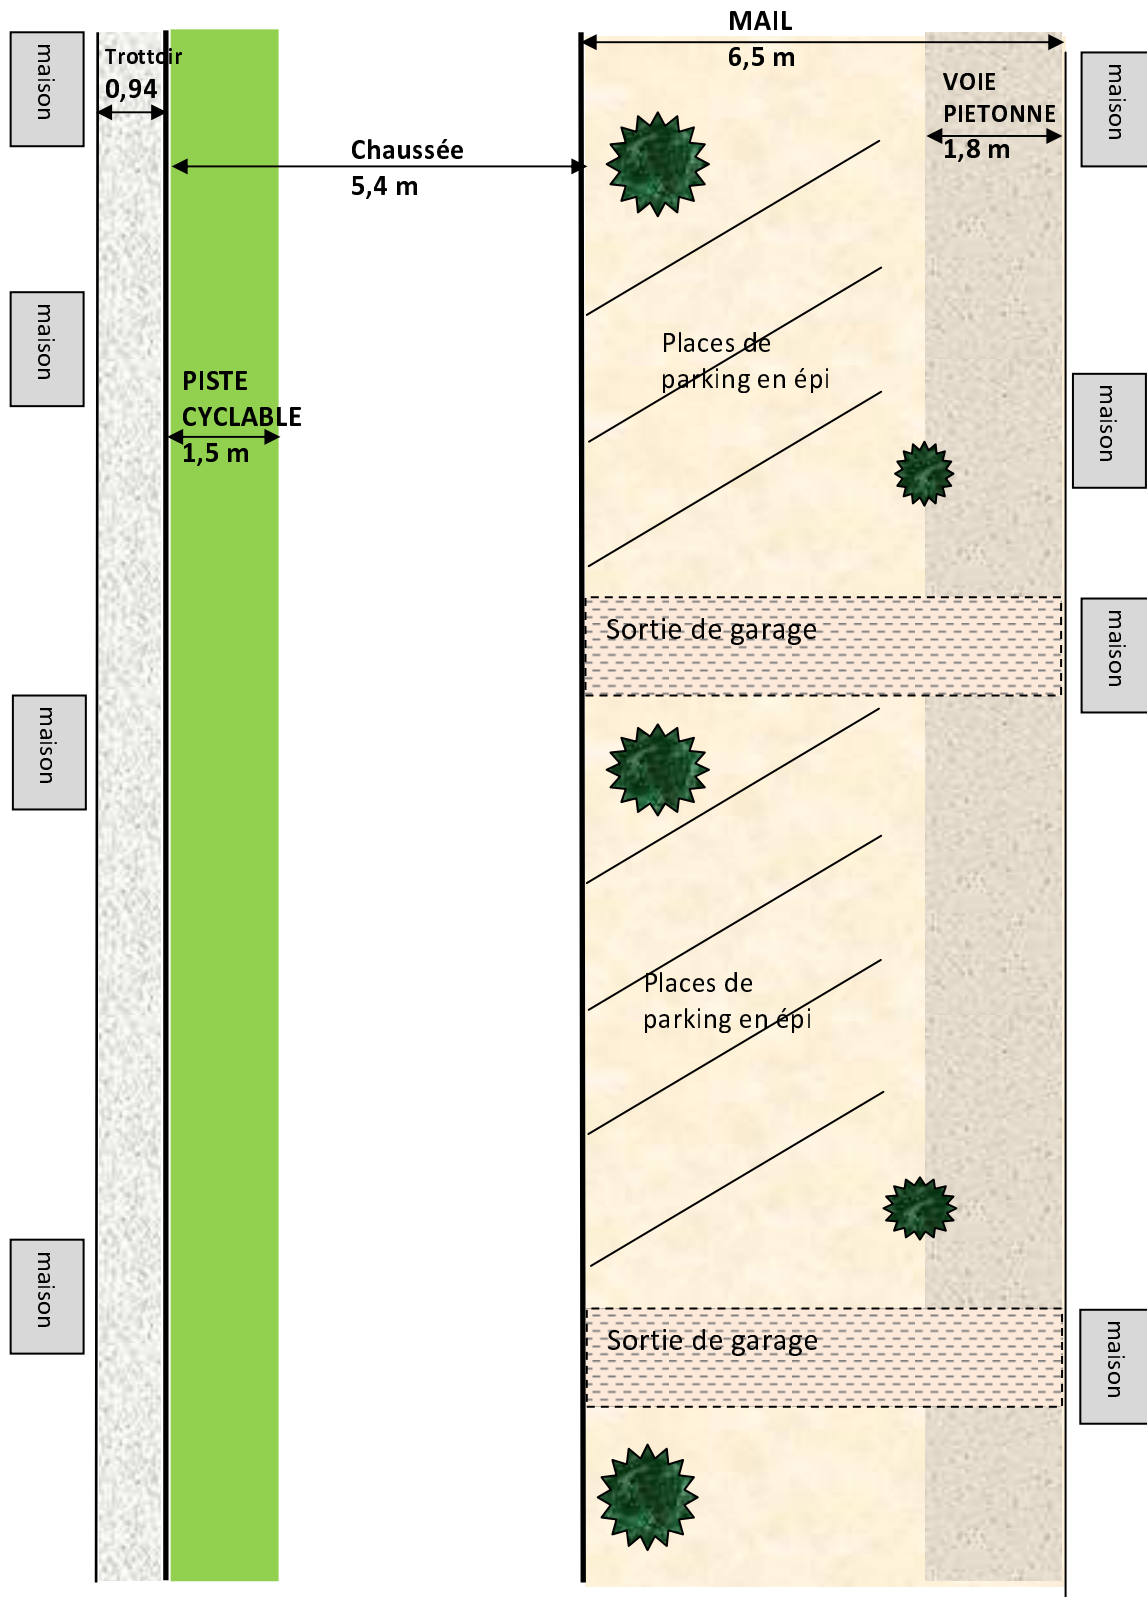 MAIL
6,5 m
maison
Trottoir
0,94
maison
VOIE
PIETONNE
1,8 m
Chaussée
5,4 m
maison
Places de
parking en épi
PISTE
CYCLABLE
1,5 m
maison
Sortie de garage
maison
maison
Places de
parking en épi
maison
Sortie de garage
maison